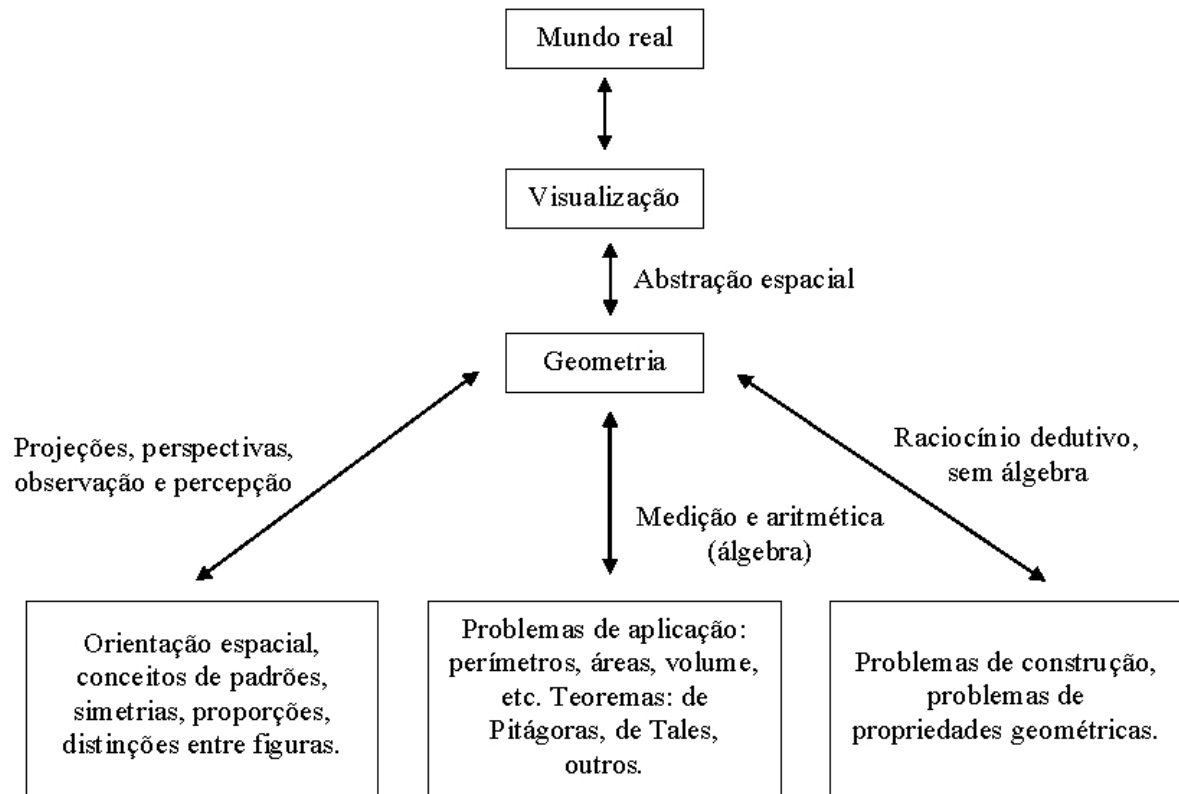 Mundo real
Visualização
Abstração espacial
Geometria
Projeções, perspectivas,
observação e percepção
Medição e aritmética
(álgebra)
Raciocínio dedutivo,
sem álgebra
Orientação espacial,
conceitos de padrões,
simetrias, proporções,
distinções entre figuras.
Problemas de aplicação:
perímetros, áreas, volume,
etc. Teoremas: de
Pitágoras, de Tales,
outros.
Problemas de construção,
problemas de
propriedades geométricas.